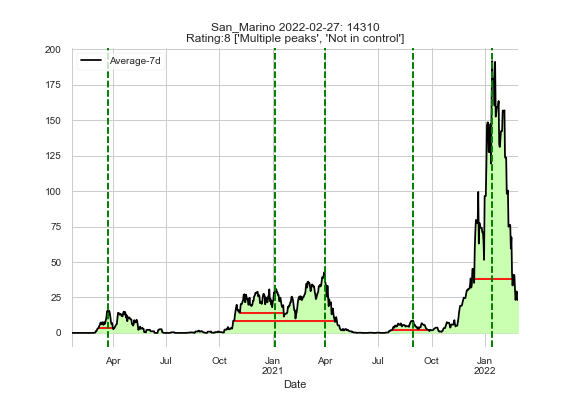 San_Marino 2022-02-27: 14310
Rating:8 ['Multiple peaks', 'Not in control']
Average-7d
200
175
150
125
100
75
50
25
0
Apr Jul Oct Jan Apr Jul Oct Jan
2021 2022
Date